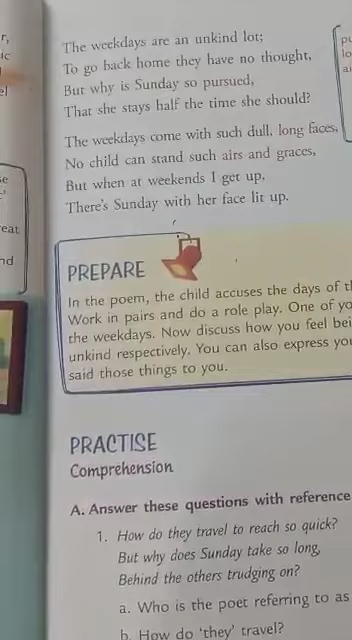 The weekdays are an unkind lot;
To go back home they have no thought,
But why is Sunday so pursued,
That she stays half the time she should?
The weekdays come with such dull, long faces,
No child can stand such airs and graces,
But when at weekends I get up,
There's Sunday with her face lit up.
PREPARE
In the poem, the child accuses the days of
Work in pairs and do a role play. One of
the weekdays. Now discuss how you feel
unkind respectively. You can also express
said those things to you.
PRACTISE
Comprehension
A. Answer these questions with reference
1. How do they travel to reach so quick?
But why does Sunday take so long,
Behind the others trudging on?
a. Who is the poet referring to as
b. How do 'they' travel?